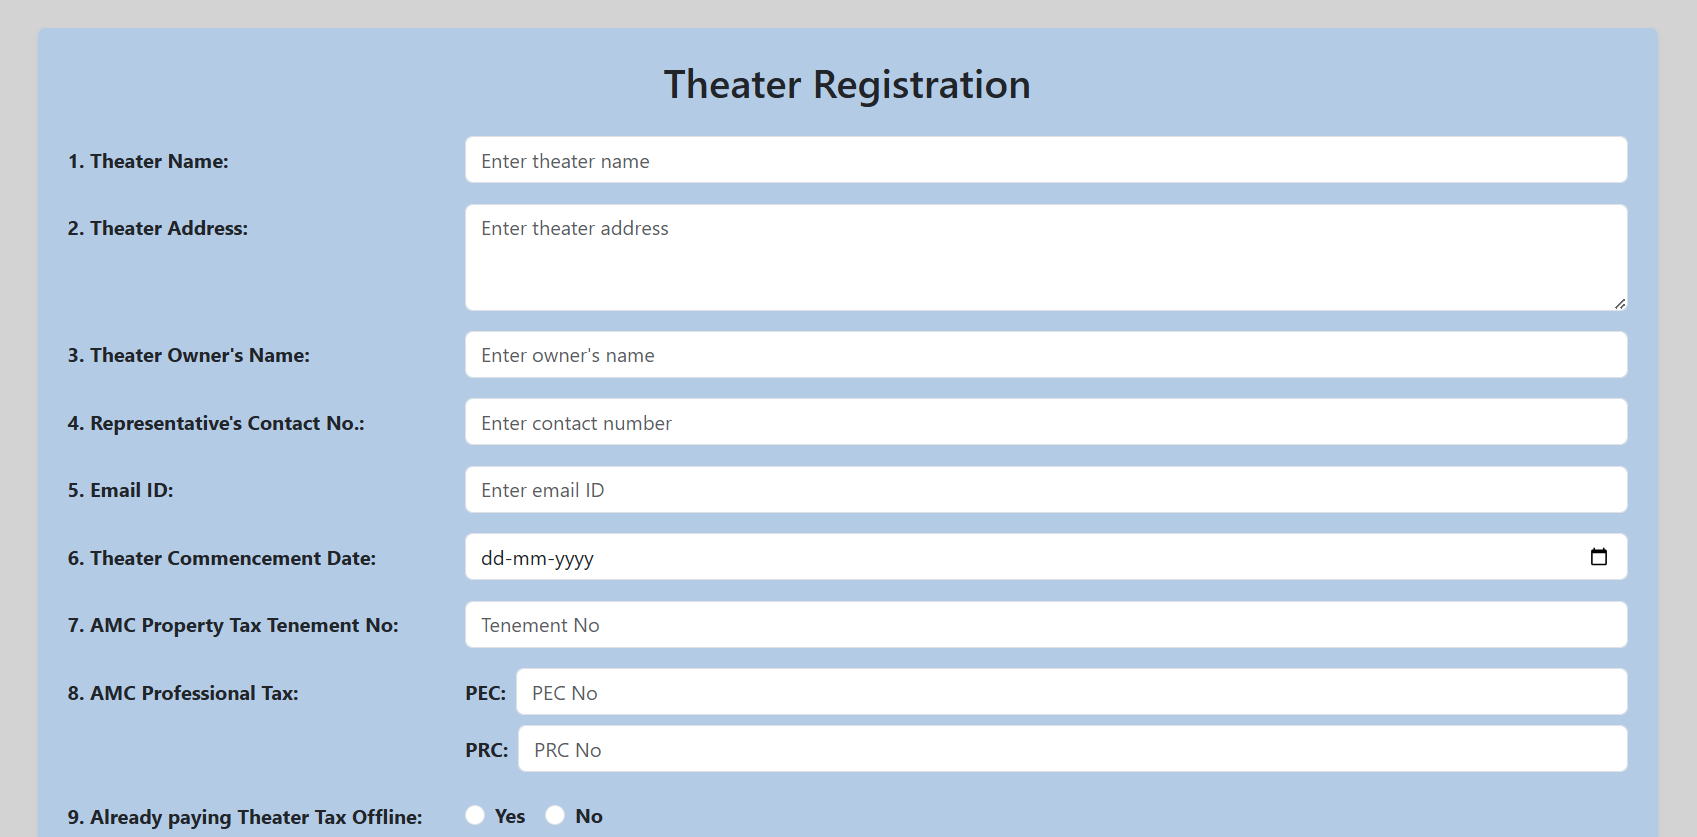 Theater Registration
1. Theater Name: Enter theater name
2. Theater Address: Enter theater address
3. Theater Owner's Name: Enter owner's name
4. Representative's Contact No.: Enter contact number
5. Email ID: Enter email ID
6. Theater Commencement Date: dd-mm-yyyy
7. AMC Property Tax Tenement No: Tenement No
8. AMC Professional Tax: PEC: PEC No
PRC: PRC No
9. Already paying Theater Tax Offline: Yes No